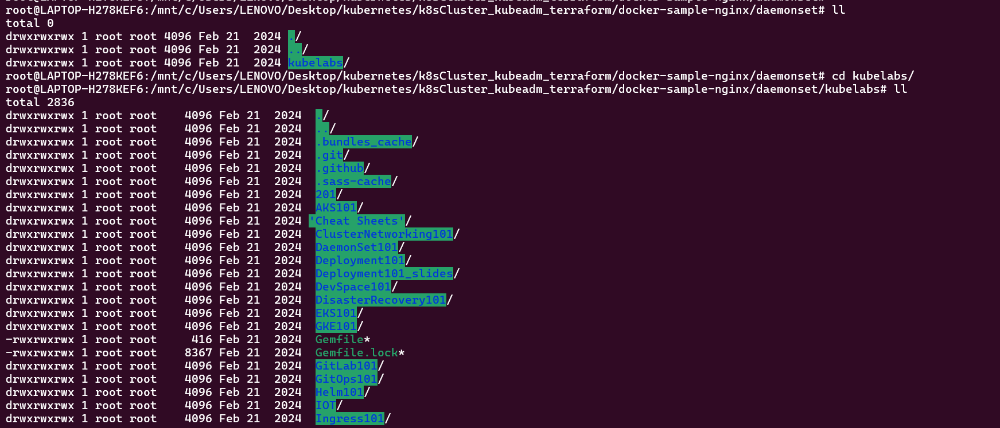 root@LAPTOP-H278KEF6:/mnt/c/Users/LENOVO/Desktop/kubernetes/k8sCluster_kubeadm_terraform/docker-sample-nginx/daemonset# ll
total 0
drwxrwxrwx 1 root root 4096 Feb 21  2024 ./
drwxrwxrwx 1 root root 4096 Feb 21  2024 ../
drwxrwxrwx 1 root root 4096 Feb 21  2024 kubelabs/
root@LAPTOP-H278KEF6:/mnt/c/Users/LENOVO/Desktop/kubernetes/k8sCluster_kubeadm_terraform/docker-sample-nginx/daemonset# cd kubelabs/
root@LAPTOP-H278KEF6:/mnt/c/Users/LENOVO/Desktop/kubernetes/k8sCluster_kubeadm_terraform/docker-sample-nginx/daemonset/kubelabs# ll
total 2836
drwxrwxrwx 1 root root    4096 Feb 21  2024  ./
drwxrwxrwx 1 root root    4096 Feb 21  2024  ../
drwxrwxrwx 1 root root    4096 Feb 21  2024  .bundles_cache/
drwxrwxrwx 1 root root    4096 Feb 21  2024  .git/
drwxrwxrwx 1 root root    4096 Feb 21  2024  .github/
drwxrwxrwx 1 root root    4096 Feb 21  2024  .sass-cache/
drwxrwxrwx 1 root root    4096 Feb 21  2024  201/
drwxrwxrwx 1 root root    4096 Feb 21  2024  AKS101/
drwxrwxrwx 1 root root    4096 Feb 21  2024 'Cheat Sheets'/
drwxrwxrwx 1 root root    4096 Feb 21  2024  ClusterNetworking101/
drwxrwxrwx 1 root root    4096 Feb 21  2024  DaemonSet101/
drwxrwxrwx 1 root root    4096 Feb 21  2024  Deployment101/
drwxrwxrwx 1 root root    4096 Feb 21  2024  Deployment101_slides/
drwxrwxrwx 1 root root    4096 Feb 21  2024  DevSpace101/
drwxrwxrwx 1 root root    4096 Feb 21  2024  DisasterRecovery101/
drwxrwxrwx 1 root root    4096 Feb 21  2024  EKS101/
drwxrwxrwx 1 root root    4096 Feb 21  2024  GKE101/
-rwxrwxrwx 1 root root     416 Feb 21  2024  Gemfile*
-rwxrwxrwx 1 root root    8367 Feb 21  2024  Gemfile.lock*
drwxrwxrwx 1 root root    4096 Feb 21  2024  GitLab101/
drwxrwxrwx 1 root root    4096 Feb 21  2024  GitOps101/
drwxrwxrwx 1 root root    4096 Feb 21  2024  Helm101/
drwxrwxrwx 1 root root    4096 Feb 21  2024  IOT/
drwxrwxrwx 1 root root    4096 Feb 21  2024  Ingress101/